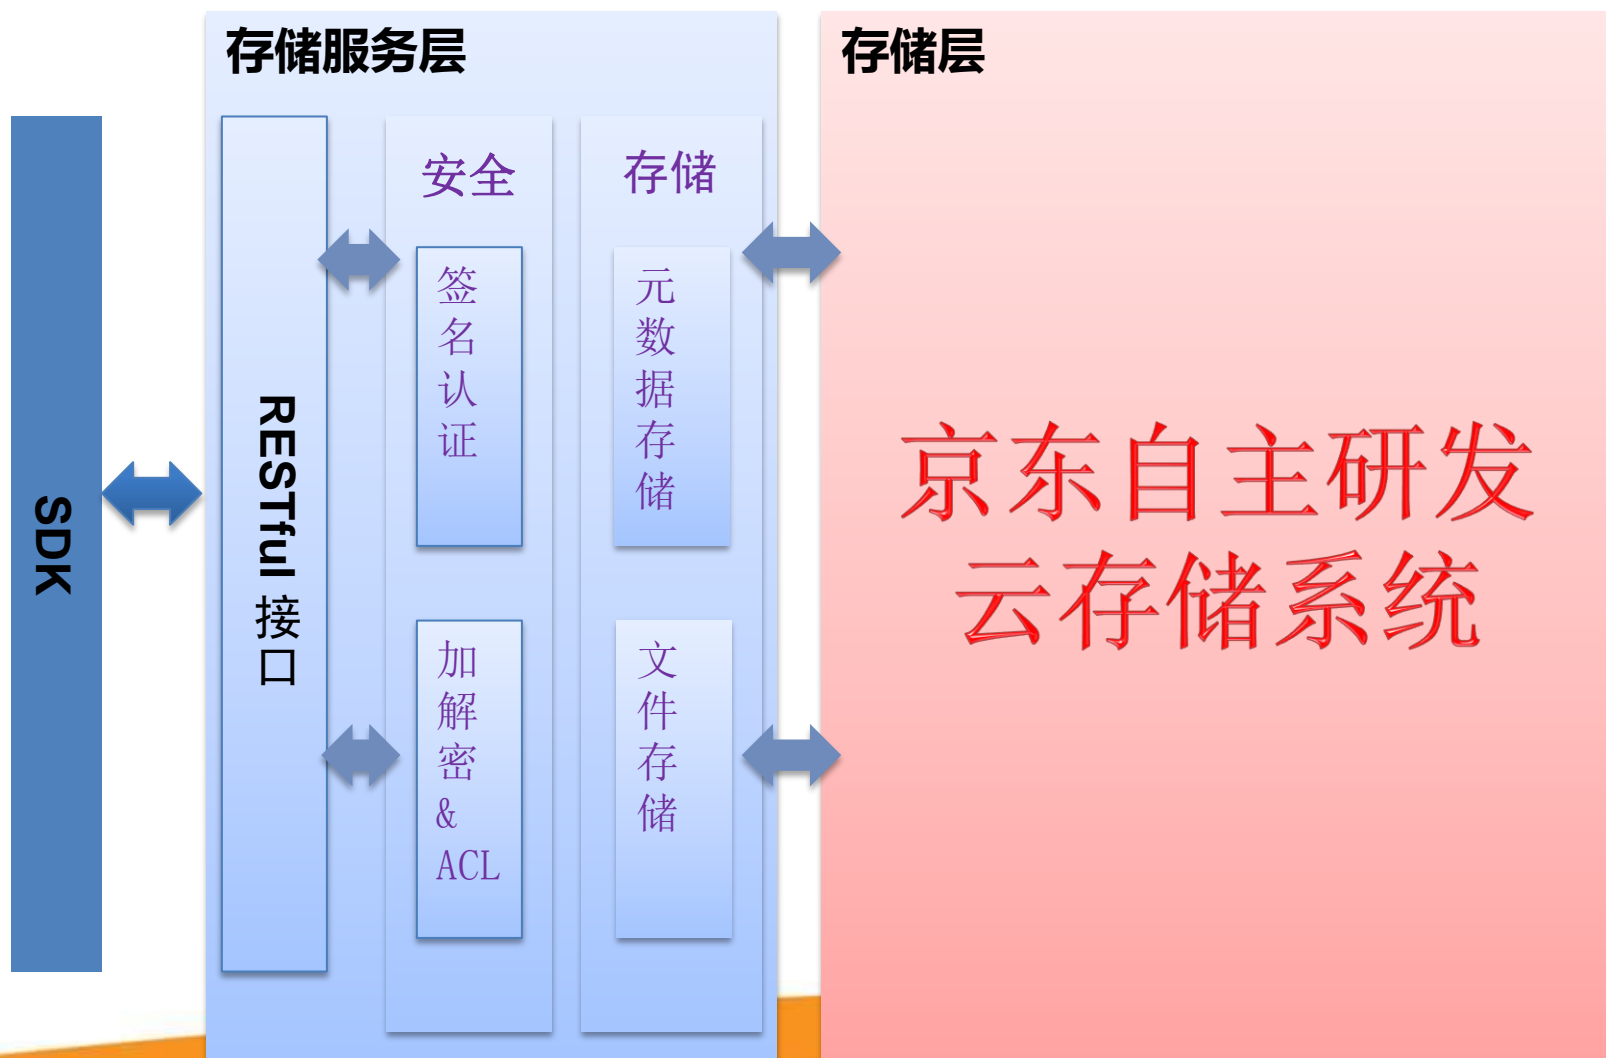 存储服务层
存储层
SDK
RESTful 接口
安全
签名认证
加解密
&
ACL
存储
元数据存储
文件存储
京东自主研发
云存储系统